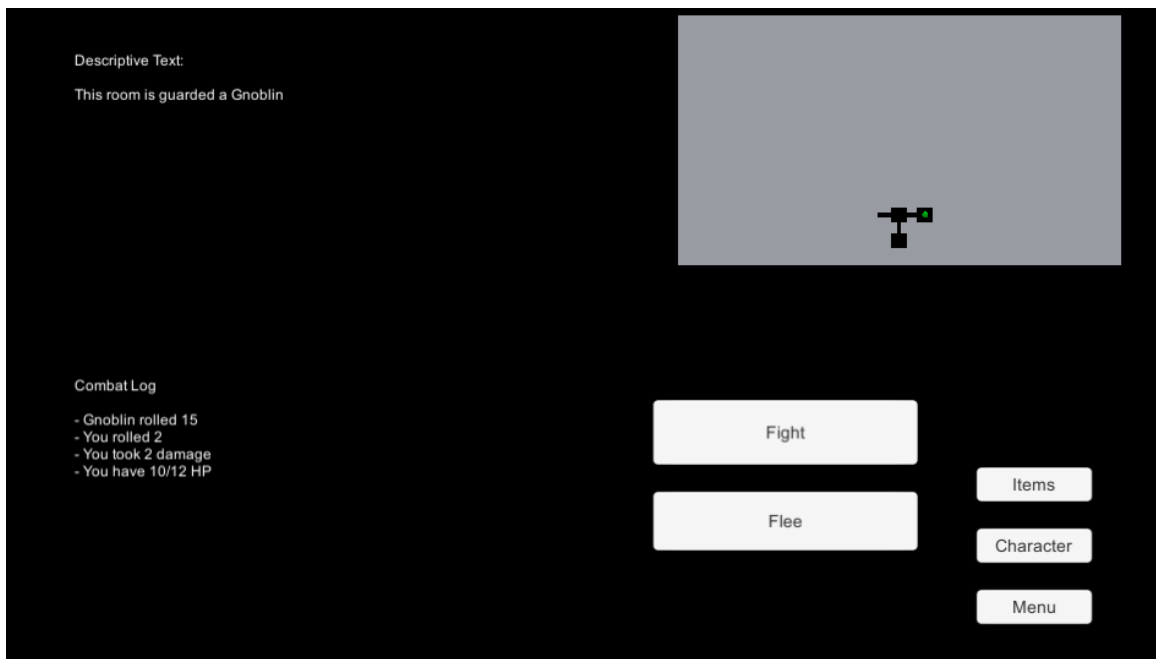 Descriptive Text:
This room is guarded a Gnoblin
Combat Log
- Gnoblin rolled 15
- You rolled 2
- You took 2 damage
- You have 10/12 HP
Fight
Flee
Items
Character
Menu